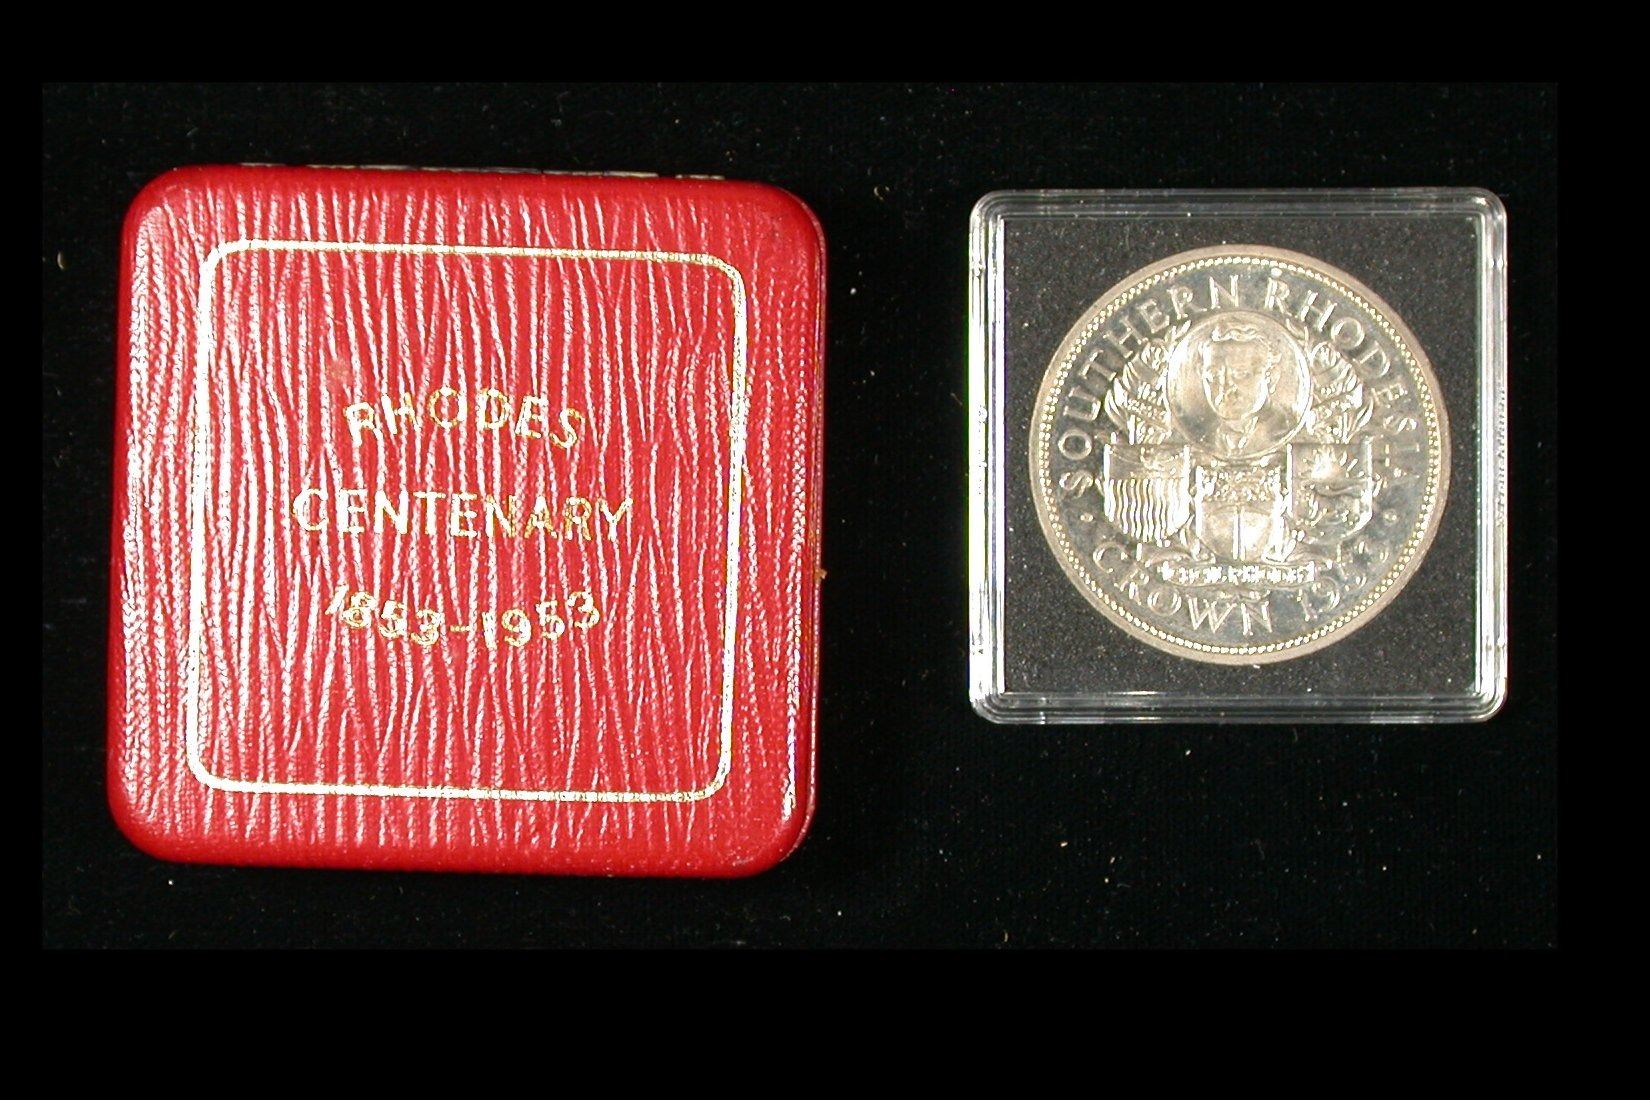 RHODES
CENTENARY
1853-1953
SOUTHERN RHODESIA
CROWN 1953